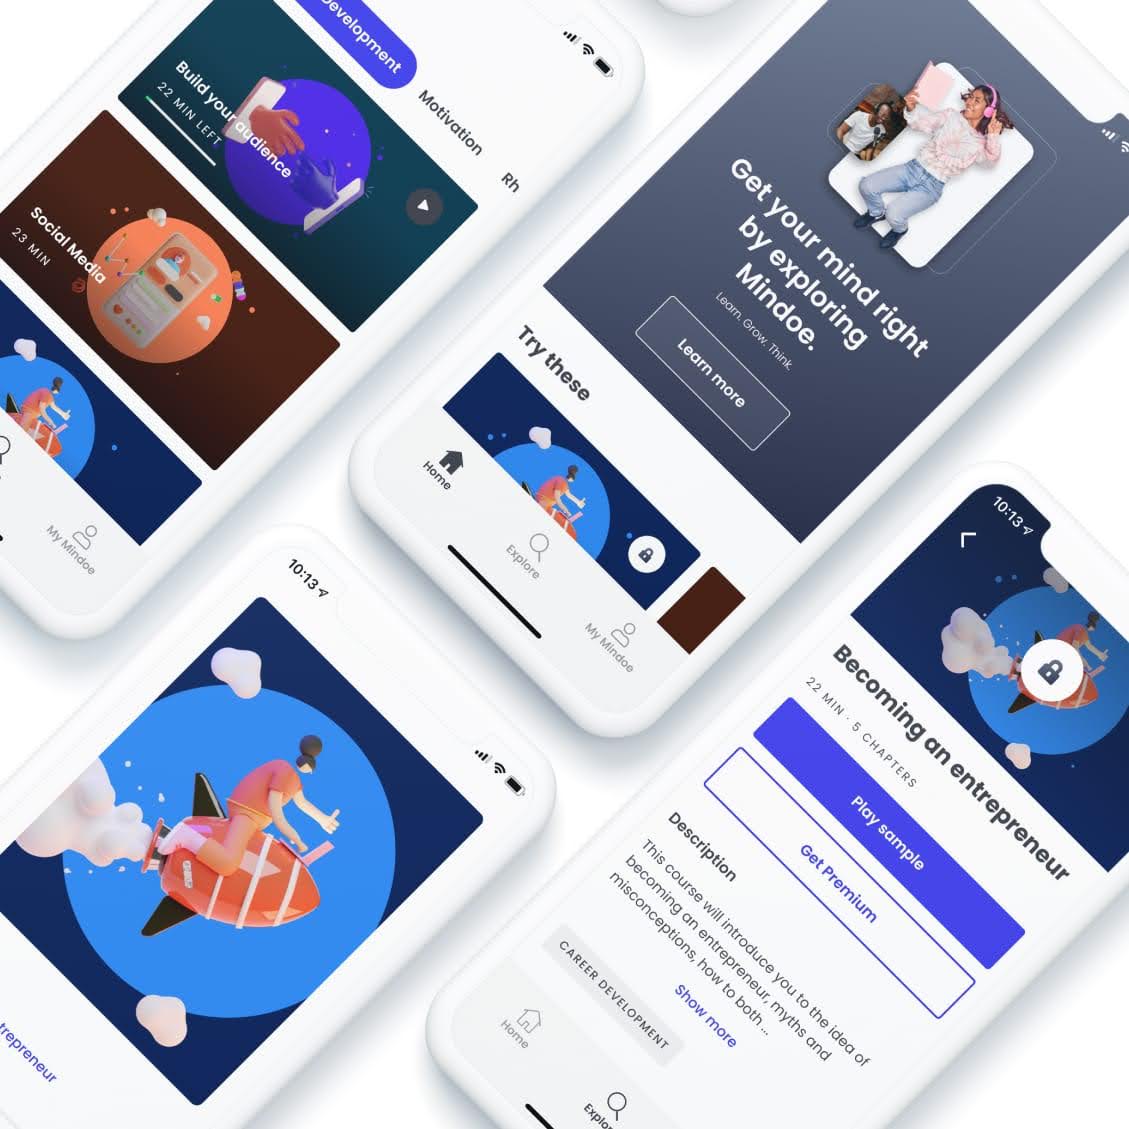 Development
Motivation
Rh
Build your audience
22 MIN LEFT
Social Media
23 MIN
My Mindoe
Get your mind right
by exploring
Mindoe.
Learn. Grow. Think.
Learn more
Try these
Home
Explore
My Mindoe
10:13
trepreneur
10:13
Becoming an entrepreneur
22 MIN · 5 CHAPTERS
Play sample
Get Premium
Description
This course will introduce you to the idea of
becoming an entrepreneur, myths and
misconceptions, how to both ...
Show more
CAREER DEVELOPMENT
Home
Explore